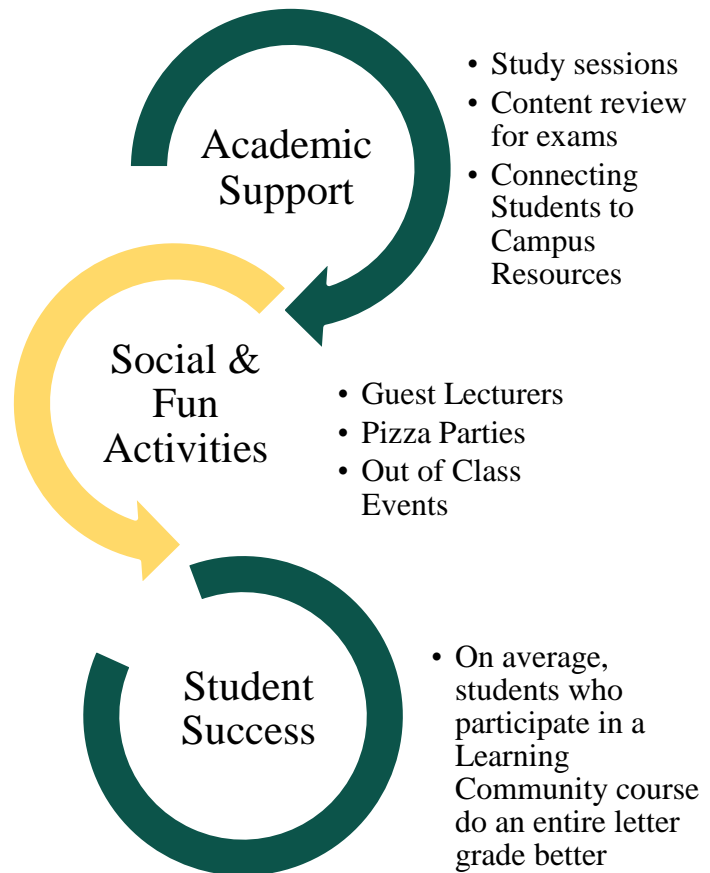 Academic
Support
• Study sessions
• Content review
for exams
• Connecting
Students to
Campus
Resources
Social &
Fun
Activities
• Guest Lecturers
• Pizza Parties
• Out of Class
Events
Student
Success
• On average,
students who
participate in a
Learning
Community course
do an entire letter
grade better